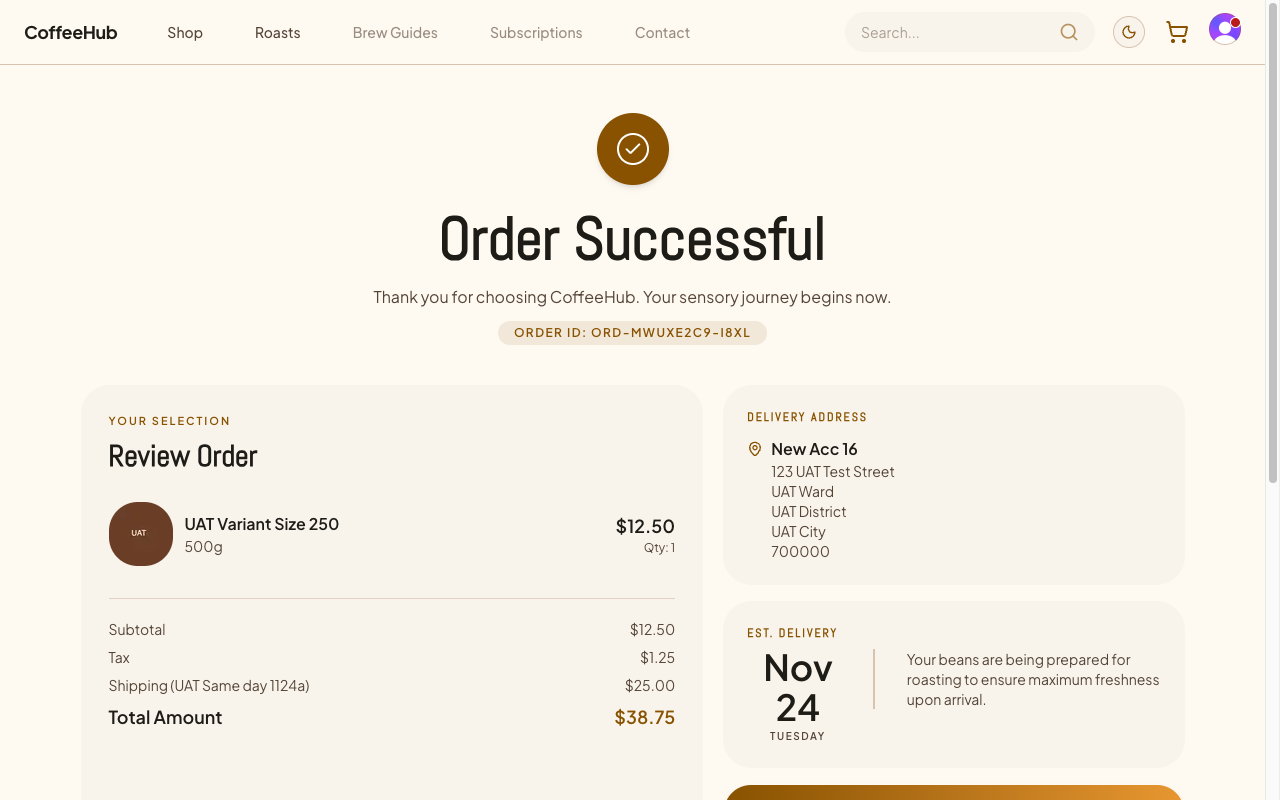 CoffeeHub
Shop
Roasts
Brew Guides
Subscriptions
Contact
Search...
Order Successful
Thank you for choosing CoffeeHub. Your sensory journey begins now.
ORDER ID: ORD-MWUXE2C9-I8XL
YOUR SELECTION
Review Order
UAT
UAT Variant Size 250
500g
$12.50
Qty: 1
Subtotal $12.50
Tax $1.25
Shipping (UAT Same day 1124a) $25.00
Total Amount $38.75
DELIVERY ADDRESS
New Acc 16
123 UAT Test Street
UAT Ward
UAT District
UAT City
700000
EST. DELIVERY
Nov
24
TUESDAY
Your beans are being prepared for
roasting to ensure maximum freshness
upon arrival.